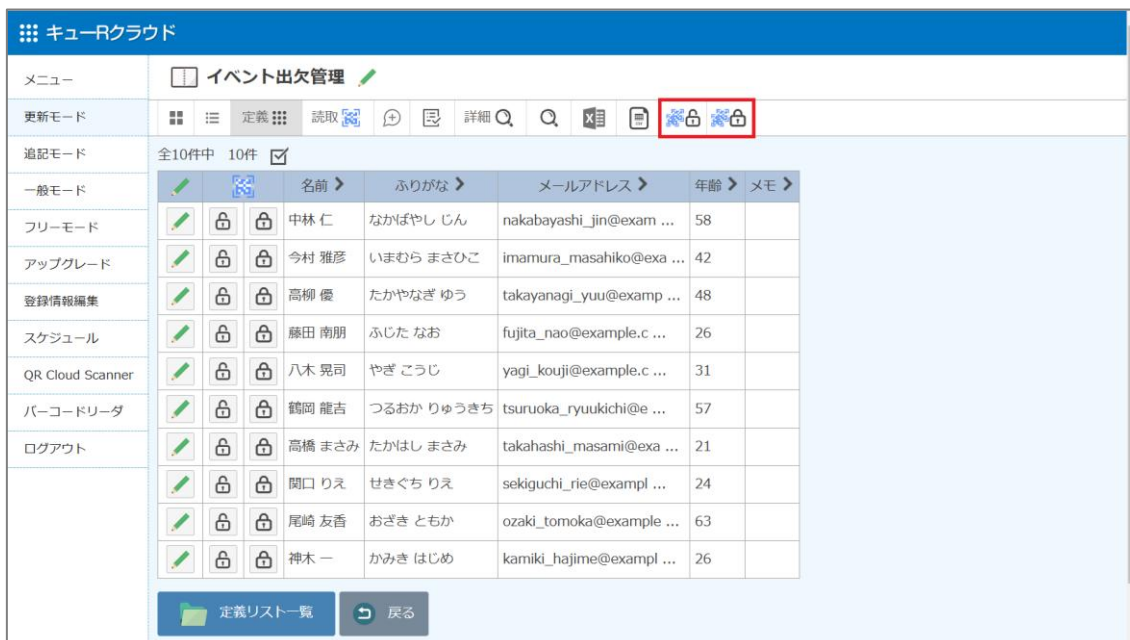 キューRクラウド
メニュー
更新モード
追記モード
一般モード
フリーモード
アップグレード
登録情報編集
スケジュール
QR Cloud Scanner
バーコードリーダ
ログアウト
イベント出欠管理
定義 読取 詳細
全10件中 10件
名前 ふりがな メールアドレス 年齢 メモ
中林 仁 なかばやし じん nakabayashi_jin@exam ... 58
今村 雅彦 いまむら まさひこ imamura_masahiko@exa ... 42
高柳 優 たかやなぎ ゆう takayanagi_yuu@examp ... 48
藤田 南朋 ふじた なお fujita_nao@example.c ... 26
八木 晃司 やぎ こうじ yagi_kouji@example.c ... 31
鶴岡 龍吉 つるおか りゅうきち tsuruoka_ryuukichi@e ... 57
高橋 まさみ たかはし まさみ takahashi_masami@exa ... 21
関口 りえ せきぐち りえ sekiguchi_rie@exampl ... 24
尾崎 友香 おざき ともか ozaki_tomoka@example ... 63
神木 一 かみき はじめ kamiki_hajime@exampl ... 26
定義リスト一覧 戻る